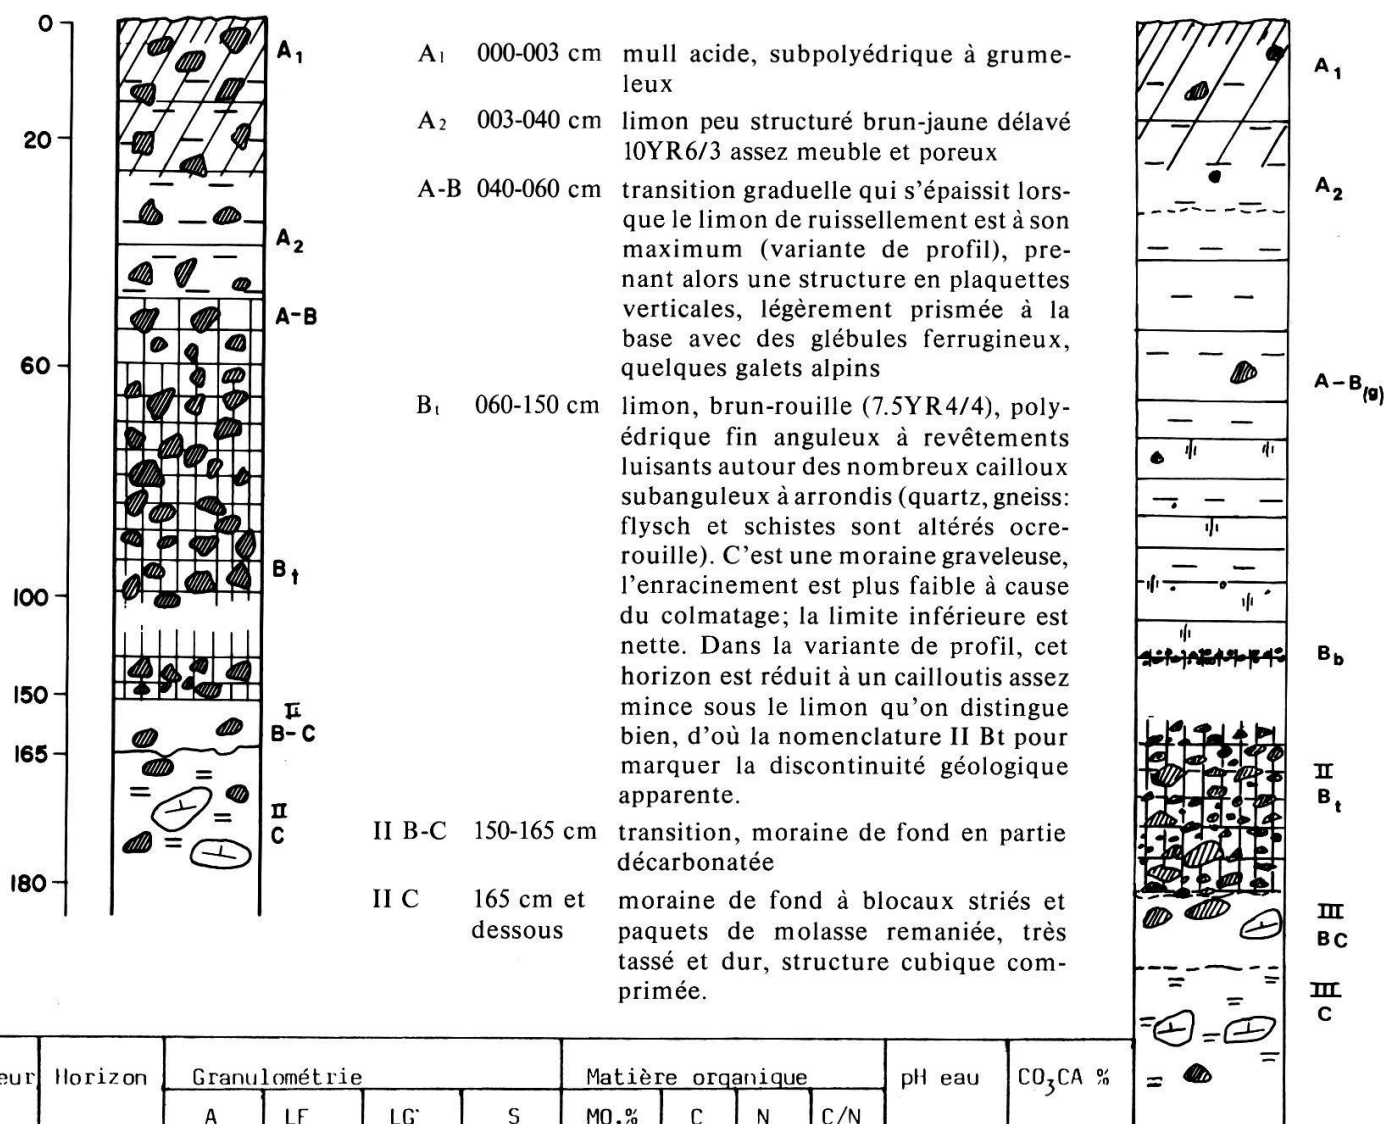 0
20
60
100
150
165
180
A1
A2
A-B
Bt
II
B-C
II
C
A1 000-003 cm mull acide, subpolyédrique à grume-
leux
A2 003-040 cm limon peu structuré brun-jaune délavé
10YR6/3 assez meuble et poreux
A-B 040-060 cm transition graduelle qui s'épaissit lors-
que le limon de ruissellement est à son
maximum (variante de profil), pre-
nant alors une structure en plaquettes
verticales, légèrement prismée à la
base avec des glébules ferrugineux,
quelques galets alpins
Bt 060-150 cm limon, brun-rouille (7.5YR4/4), poly-
édrique fin anguleux à revêtements
luisants autour des nombreux cailloux
subanguleux à arrondis (quartz, gneiss:
flysch et schistes sont altérés ocre-
rouille). C'est une moraine graveleuse,
l'enracinement est plus faible à cause
du colmatage; la limite inférieure est
nette. Dans la variante de profil, cet
horizon est réduit à un cailloutis assez
mince sous le limon qu'on distingue
bien, d'où la nomenclature II Bt pour
marquer la discontinuité géologique
apparente.
II B-C 150-165 cm transition, moraine de fond en partie
décarbonatée
II C 165 cm et moraine de fond à blocaux striés et
dessous paquets de molasse remaniée, très
tassé et dur, structure cubique com-
primée.
A1
A2
A-B(g)
Bb
II
Bt
III
BC
III
C
eur Horizon Granulométrie Matière organique pH eau CO3CA %
A LF LG S MO.% C N C/N